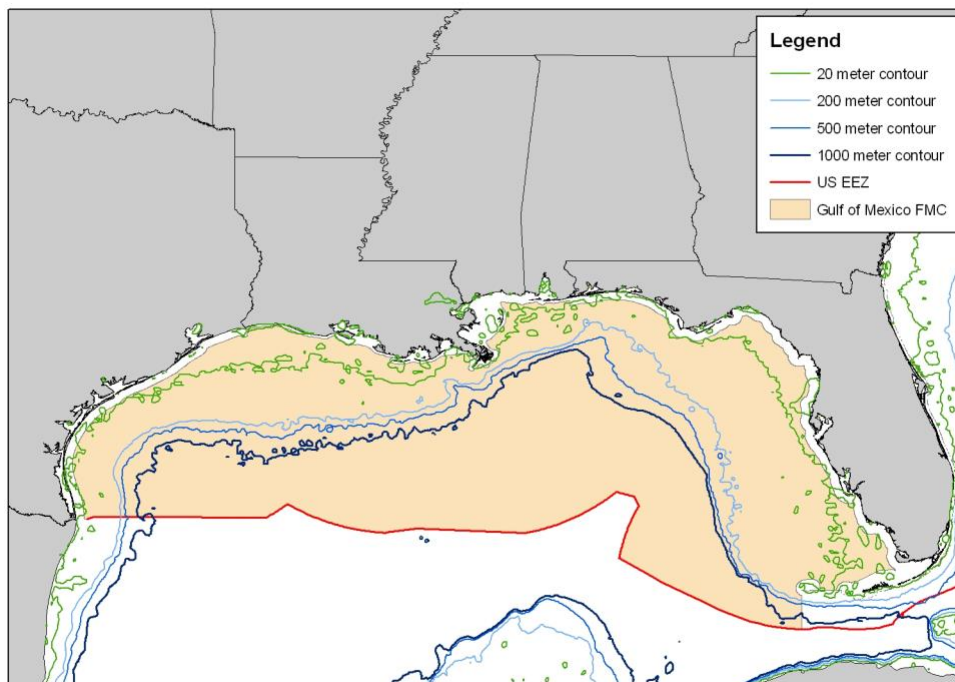 Legend
20 meter contour
200 meter contour
500 meter contour
1000 meter contour
US EEZ
Gulf of Mexico FMC